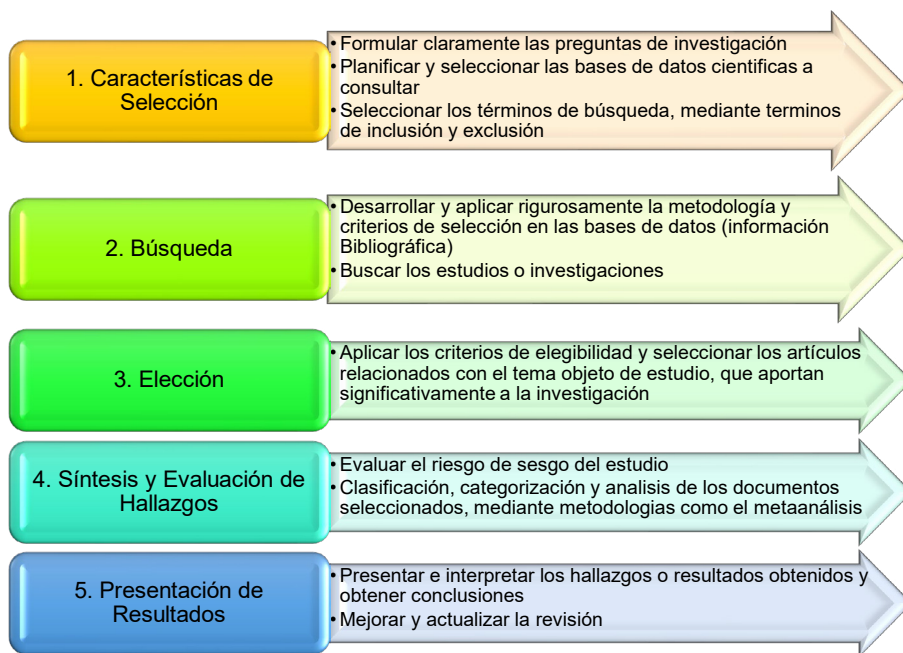 1. Características de
Selección
• Formular claramente las preguntas de investigación
• Planificar y seleccionar las bases de datos cientificas a
consultar
• Seleccionar los términos de búsqueda, mediante terminos
de inclusión y exclusión
2. Búsqueda
• Desarrollar y aplicar rigurosamente la metodología y
criterios de selección en las bases de datos (información
Bibliográfica)
• Buscar los estudios o investigaciones
3. Elección
• Aplicar los criterios de elegibilidad y seleccionar los artículos
relacionados con el tema objeto de estudio, que aportan
significativamente a la investigación
4. Síntesis y Evaluación de
Hallazgos
• Evaluar el riesgo de sesgo del estudio
• Clasificación, categorización y analisis de los documentos
seleccionados, mediante metodologias como el metaanálisis
5. Presentación de
Resultados
• Presentar e interpretar los hallazgos o resultados obtenidos y
obtener conclusiones
• Mejorar y actualizar la revisión